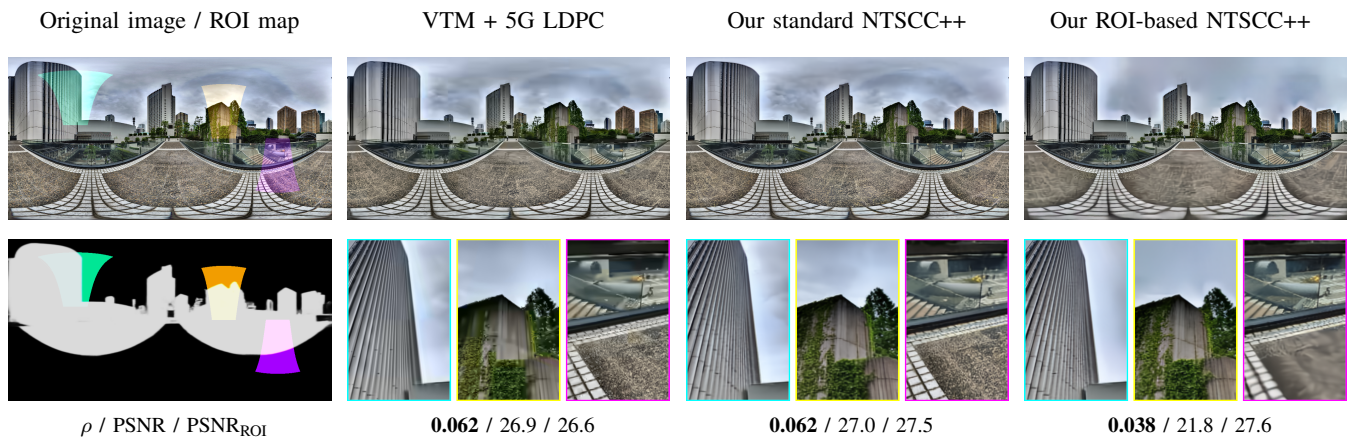 Original image / ROI map
VTM + 5G LDPC
Our standard NTSCC++
Our ROI-based NTSCC++
ρ / PSNR / PSNR_ROI
0.062 / 26.9 / 26.6
0.062 / 27.0 / 27.5
0.038 / 21.8 / 27.6